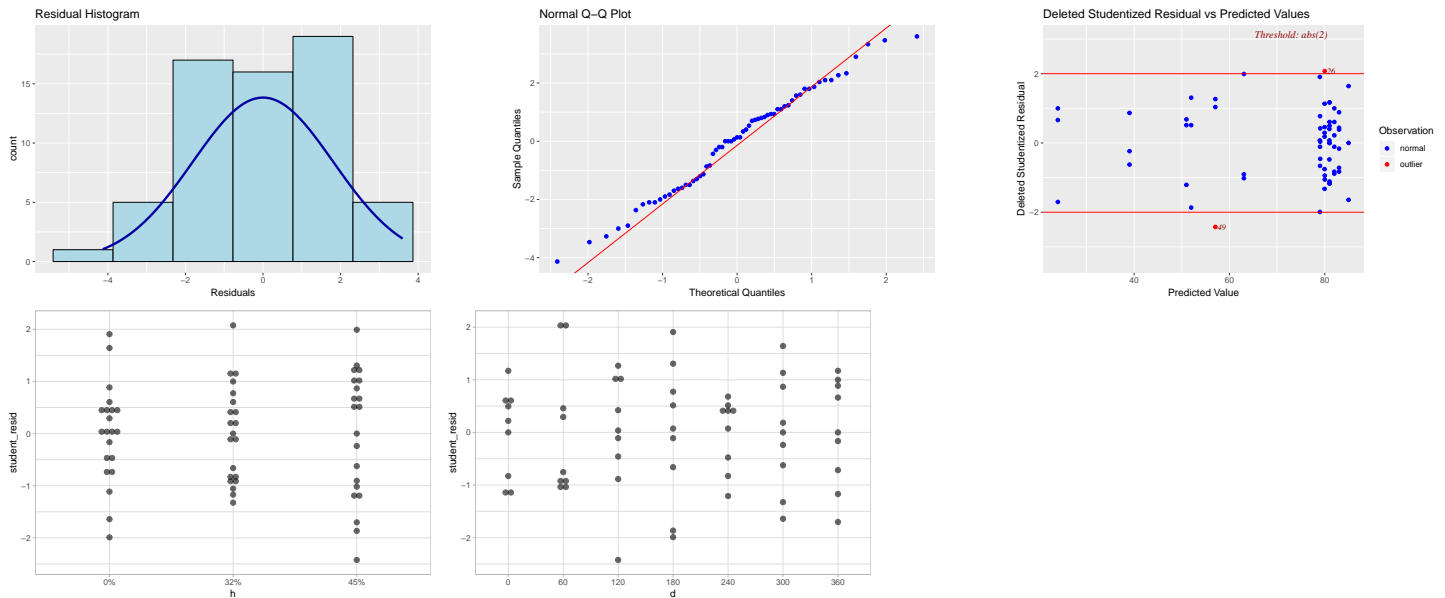 Residual Histogram
15
10
5
0
count
−4
−2
0
2
4
Residuals
Normal Q−Q Plot
2
0
−2
−4
Sample Quantiles
−2
−1
0
1
2
Theoretical Quantiles
Deleted Studentized Residual vs Predicted Values
Threshold: abs(2)
26
49
2
0
−2
Deleted Studentized Residual
40
60
80
Predicted Value
Observation
normal
outlier
2
1
0
−1
−2
student_resid
0%
32%
45%
h
2
1
0
−1
−2
student_resid
0
60
120
180
240
300
360
d